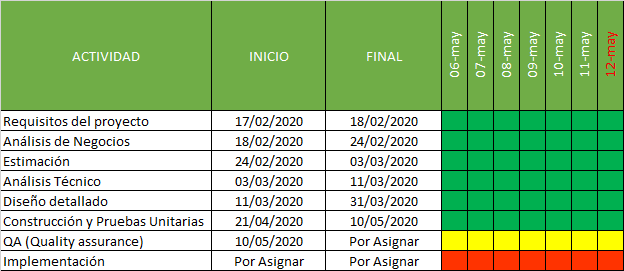 ACTIVIDAD INICIO FINAL 06-may 07-may 08-may 09-may 10-may 11-may 12-may
Requisitos del proyecto 17/02/2020 18/02/2020
Análisis de Negocios 18/02/2020 24/02/2020
Estimación 24/02/2020 03/03/2020
Análisis Técnico 03/03/2020 11/03/2020
Diseño detallado 11/03/2020 31/03/2020
Construcción y Pruebas Unitarias 21/04/2020 10/05/2020
QA (Quality assurance) 10/05/2020 Por Asignar
Implementación Por Asignar Por Asignar